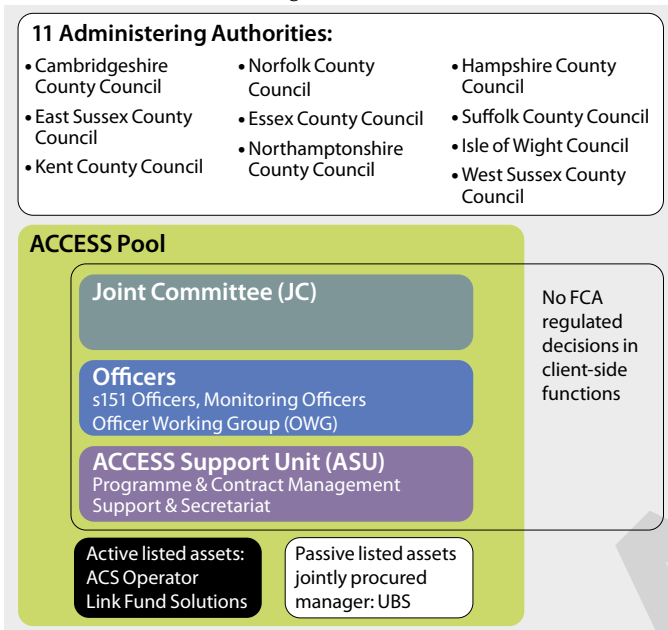 11 Administering Authorities:
• Cambridgeshire
County Council
• East Sussex County
Council
• Kent County Council
• Norfolk County
Council
• Essex County Council
• Northamptonshire
County Council
• Hampshire County
Council
• Suffolk County Council
• Isle of Wight Council
• West Sussex County
Council
ACCESS Pool
Joint Committee (JC)
Officers
s151 Officers, Monitoring Officers
Officer Working Group (OWG)
ACCESS Support Unit (ASU)
Programme & Contract Management
Support & Secretariat
No FCA
regulated
decisions in
client-side
functions
Active listed assets:
ACS Operator
Link Fund Solutions
Passive listed assets
jointly procured
manager: UBS